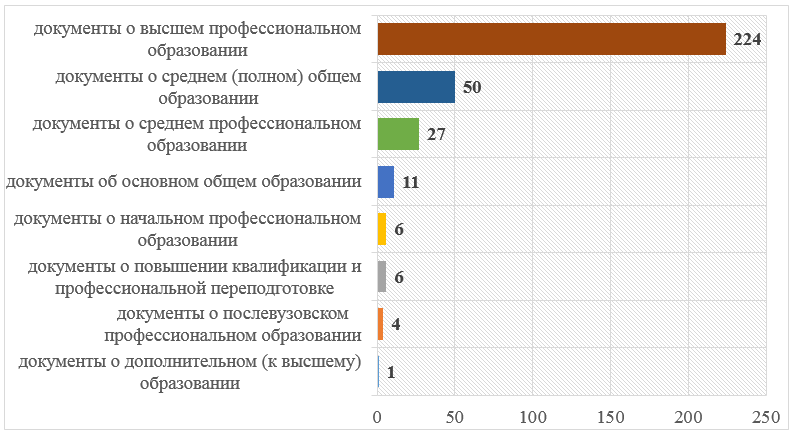 документы о высшем профессиональном
образовании
224
документы о среднем (полном) общем
образовании
50
документы о среднем профессиональном
образовании
27
документы об основном общем образовании
11
документы о начальном профессиональном
образовании
6
документы о повышении квалификации и
профессиональной переподготовке
6
документы о послевузовском
профессиональном образовании
4
документы о дополнительном (к высшему)
образовании
1
0 50 100 150 200 250